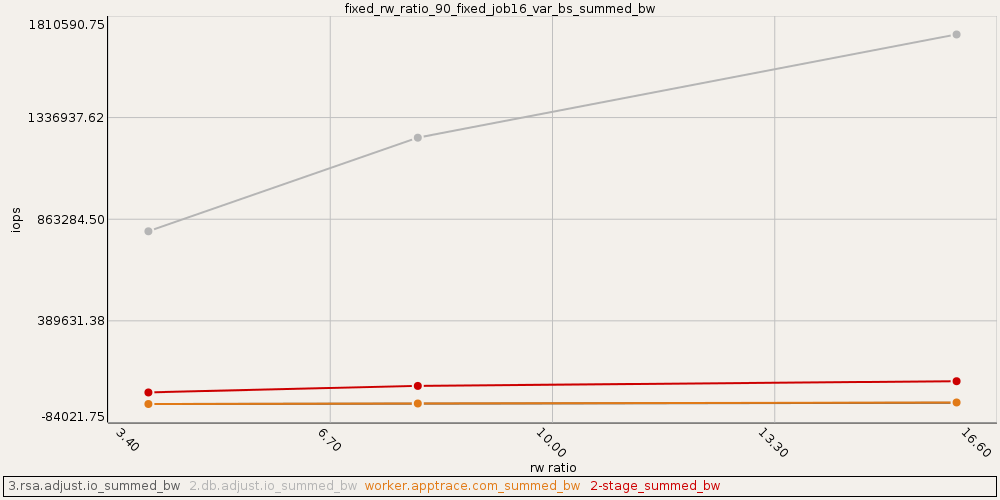 fixed_rw_ratio_90_fixed_job16_var_bs_summed_bw
1810590.75
1336937.62
863284.50
389631.38
-84021.75
iops
3.40
6.70
10.00
13.30
16.60
rw ratio
3.rsa.adjust.io_summed_bw 2.db.adjust.io_summed_bw worker.apptrace.com_summed_bw 2-stage_summed_bw